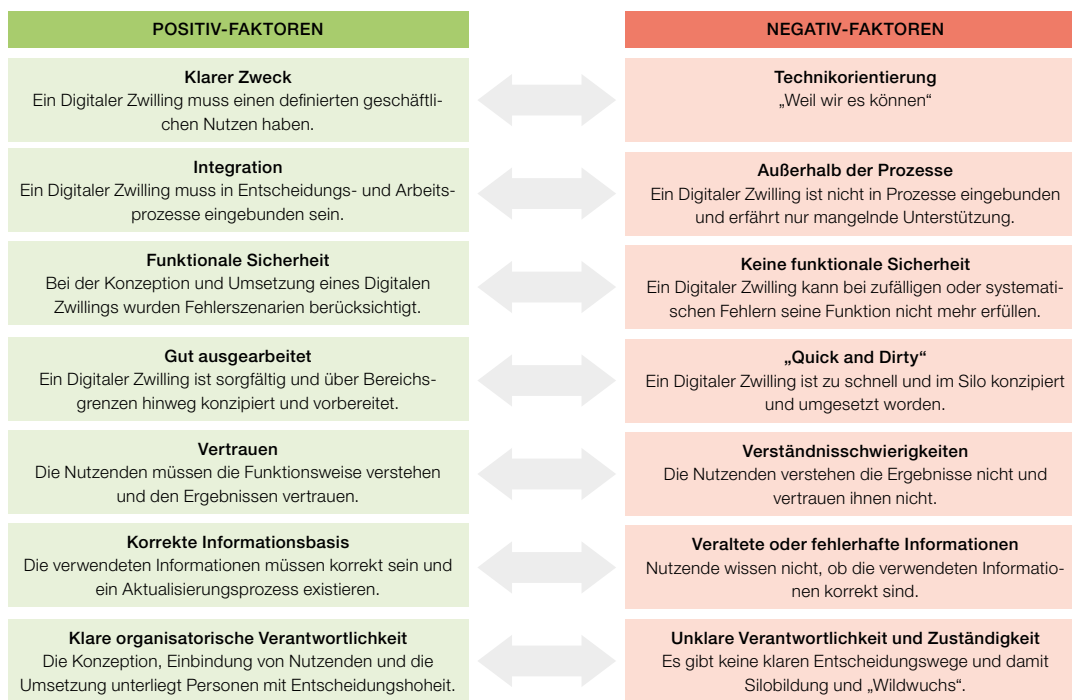 POSITIV-FAKTOREN
NEGATIV-FAKTOREN
Klarer Zweck
Ein Digitaler Zwilling muss einen definierten geschäftli-
chen Nutzen haben.
Technikorientierung
„Weil wir es können“
Integration
Ein Digitaler Zwilling muss in Entscheidungs- und Arbeits-
prozesse eingebunden sein.
Außerhalb der Prozesse
Ein Digitaler Zwilling ist nicht in Prozesse eingebunden
und erfährt nur mangelnde Unterstützung.
Funktionale Sicherheit
Bei der Konzeption und Umsetzung eines Digitalen
Zwillings wurden Fehlerszenarien berücksichtigt.
Keine funktionale Sicherheit
Ein Digitaler Zwilling kann bei zufälligen oder systemati-
schen Fehlern seine Funktion nicht mehr erfüllen.
Gut ausgearbeitet
Ein Digitaler Zwilling ist sorgfältig und über Bereichs-
grenzen hinweg konzipiert und vorbereitet.
„Quick and Dirty“
Ein Digitaler Zwilling ist zu schnell und im Silo konzipiert
und umgesetzt worden.
Vertrauen
Die Nutzenden müssen die Funktionsweise verstehen
und den Ergebnissen vertrauen.
Verständnisschwierigkeiten
Die Nutzenden verstehen die Ergebnisse nicht und
vertrauen ihnen nicht.
Korrekte Informationsbasis
Die verwendeten Informationen müssen korrekt sein und
ein Aktualisierungsprozess existieren.
Veraltete oder fehlerhafte Informationen
Nutzende wissen nicht, ob die verwendeten Informatio-
nen korrekt sind.
Klare organisatorische Verantwortlichkeit
Die Konzeption, Einbindung von Nutzenden und die
Umsetzung unterliegt Personen mit Entscheidungshoheit.
Unklare Verantwortlichkeit und Zuständigkeit
Es gibt keine klaren Entscheidungswege und damit
Silobildung und „Wildwuchs“.